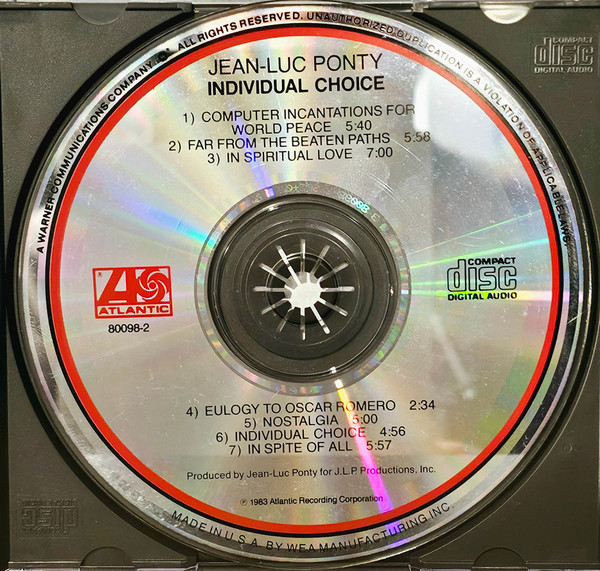 A WARNER COMMUNICATIONS COMPANY. ALL RIGHTS RESERVED. UNAUTHORIZED DUPLICATION IS A VIOLATION OF APPLICABLE LAWS.
COMPACT
disc
DIGITAL AUDIO
JEAN-LUC PONTY
INDIVIDUAL CHOICE
1) COMPUTER INCANTATIONS FOR
WORLD PEACE 5:40
2) FAR FROM THE BEATEN PATHS 5:58
3) IN SPIRITUAL LOVE 7:00
ATLANTIC
80098-2
COMPACT
disc
DIGITAL AUDIO
4) EULOGY TO OSCAR ROMERO 2:34
5) NOSTALGIA 5:00
6) INDIVIDUAL CHOICE 4:56
7) IN SPITE OF ALL 5:57
Produced by Jean-Luc Ponty for J.L.P. Productions, Inc.
℗ 1983 Atlantic Recording Corporation
MADE IN U.S.A. BY WEA MANUFACTURING INC.